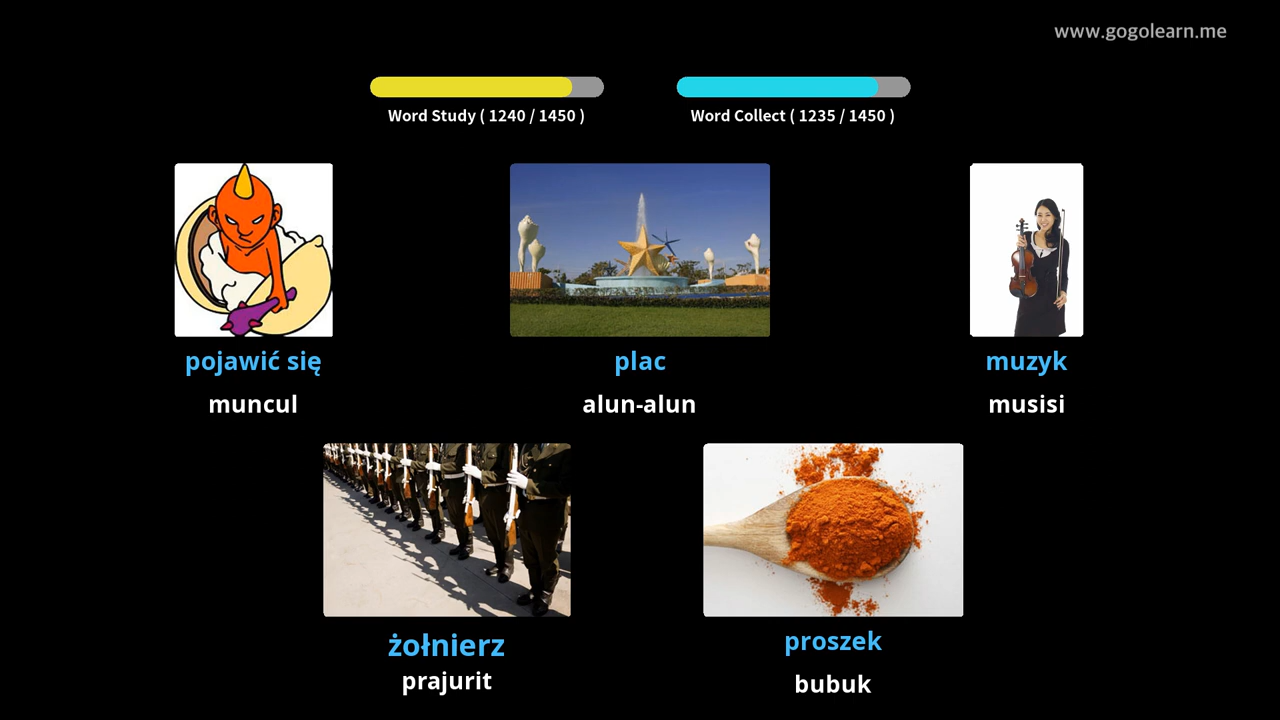 www.gogolearn.me
Word Study ( 1240 / 1450 )
Word Collect ( 1235 / 1450 )
pojawić się
muncul
plac
alun-alun
muzyk
musisi
żołnierz
prajurit
proszek
bubuk